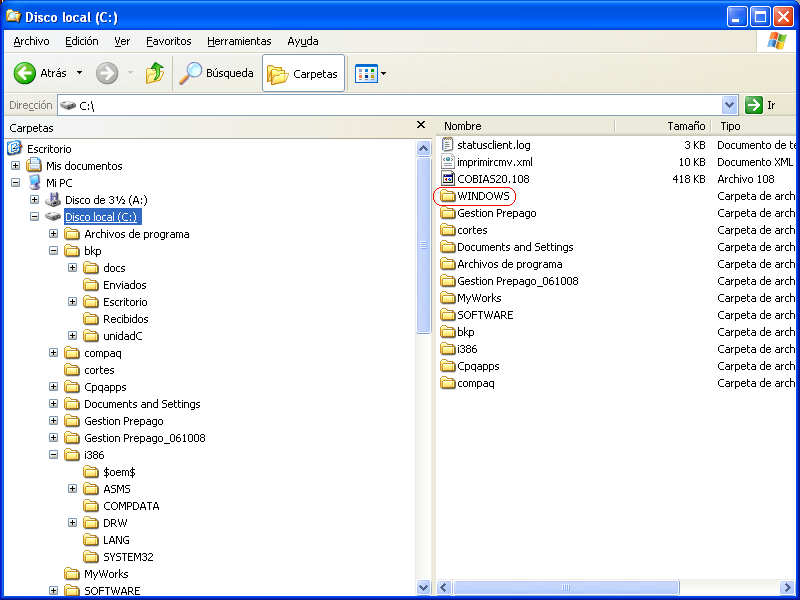 Disco local (C:)
Archivo Edición Ver Favoritos Herramientas Ayuda
Atrás Búsqueda Carpetas
Dirección C:\ Ir
Carpetas
Escritorio
Mis documentos
Mi PC
Disco de 3½ (A:)
Disco local (C:)
Archivos de programa
bkp
docs
Enviados
Escritorio
Recibidos
unidadC
compaq
cortes
Cpqapps
Documents and Settings
Gestion Prepago
Gestion Prepago_061008
i386
$oem$
ASMS
COMPDATA
DRW
LANG
SYSTEM32
MyWorks
SOFTWARE
Nombre Tamaño Tipo
statusclient.log 3 KB Documento de te
imprimircmv.xml 10 KB Documento XML
COBIAS20.108 418 KB Archivo 108
WINDOWS Carpeta de arch
Gestion Prepago Carpeta de arch
cortes Carpeta de arch
Documents and Settings Carpeta de arch
Archivos de programa Carpeta de arch
Gestion Prepago_061008 Carpeta de arch
MyWorks Carpeta de arch
SOFTWARE Carpeta de arch
bkp Carpeta de arch
i386 Carpeta de arch
Cpqapps Carpeta de arch
compaq Carpeta de arch